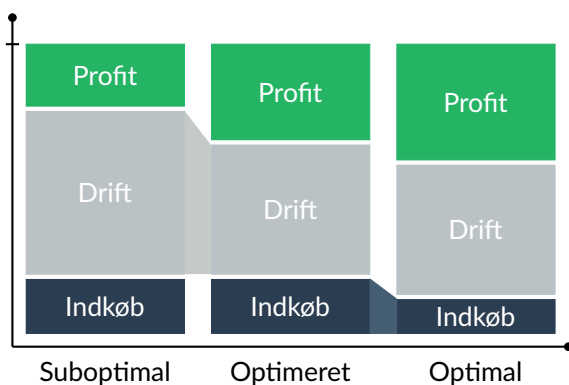 Profit
Profit
Profit
Drift
Drift
Drift
Indkøb
Indkøb
Indkøb
Suboptimal
Optimeret
Optimal